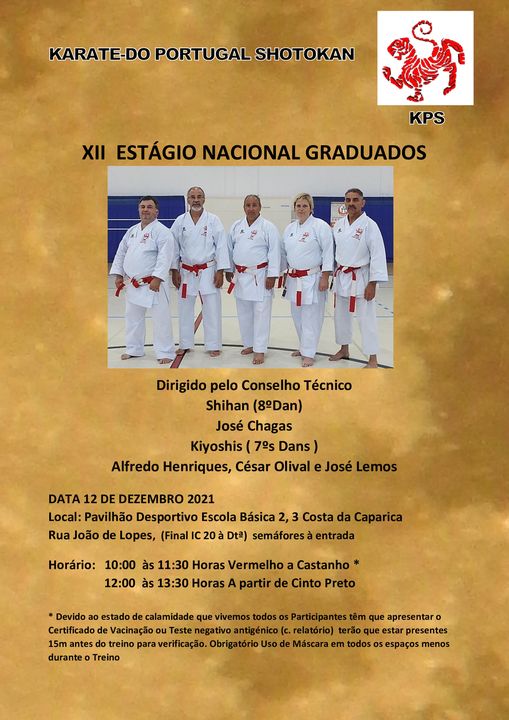 KARATE-DO PORTUGAL SHOTOKAN
KPS
XII ESTÁGIO NACIONAL GRADUADOS
Dirigido pelo Conselho Técnico
Shihan (8ºDan)
José Chagas
Kiyoshis ( 7ºs Dans )
Alfredo Henriques, César Olival e José Lemos
DATA 12 DE DEZEMBRO 2021
Local: Pavilhão Desportivo Escola Básica 2, 3 Costa da Caparica
Rua João de Lopes, (Final IC 20 à Dtª) semáfores à entrada
Horário: 10:00 às 11:30 Horas Vermelho a Castanho *
12:00 às 13:30 Horas A partir de Cinto Preto
* Devido ao estado de calamidade que vivemos todos os Participantes têm que apresentar o
Certificado de Vacinação ou Teste negativo antigénico (c. relatório) terão que estar presentes
15m antes do treino para verificação. Obrigatório Uso de Máscara em todos os espaços menos
durante o Treino